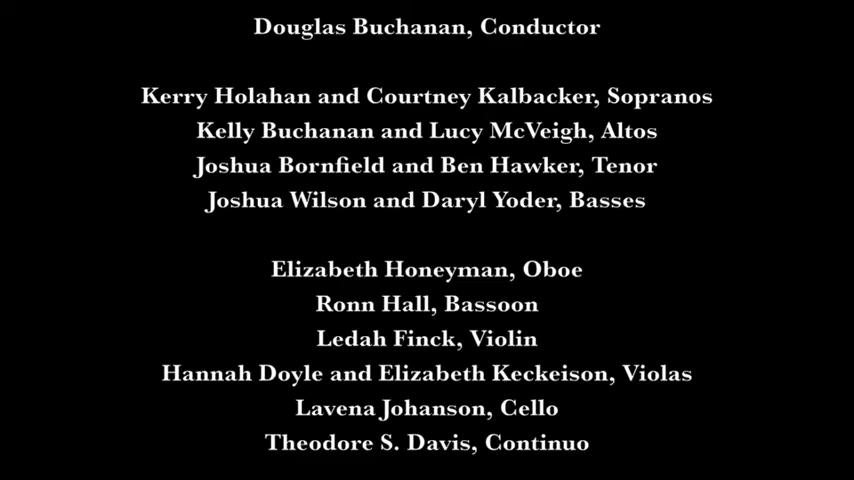 Douglas Buchanan, Conductor
Kerry Holahan and Courtney Kalbacker, Sopranos
Kelly Buchanan and Lucy McVeigh, Altos
Joshua Bornfield and Ben Hawker, Tenor
Joshua Wilson and Daryl Yoder, Basses
Elizabeth Honeyman, Oboe
Ronn Hall, Bassoon
Ledah Finck, Violin
Hannah Doyle and Elizabeth Keckeison, Violas
Lavena Johanson, Cello
Theodore S. Davis, Continuo